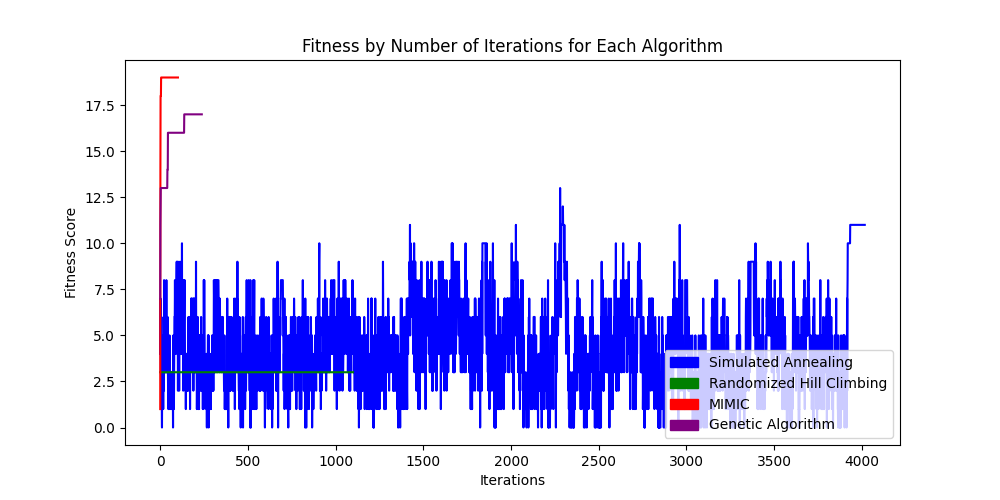 Fitness by Number of Iterations for Each Algorithm
Fitness Score
17.5
15.0
12.5
10.0
7.5
5.0
2.5
0.0
Simulated Annealing
Randomized Hill Climbing
MIMIC
Genetic Algorithm
0 500 1000 1500 2000 2500 3000 3500 4000
Iterations